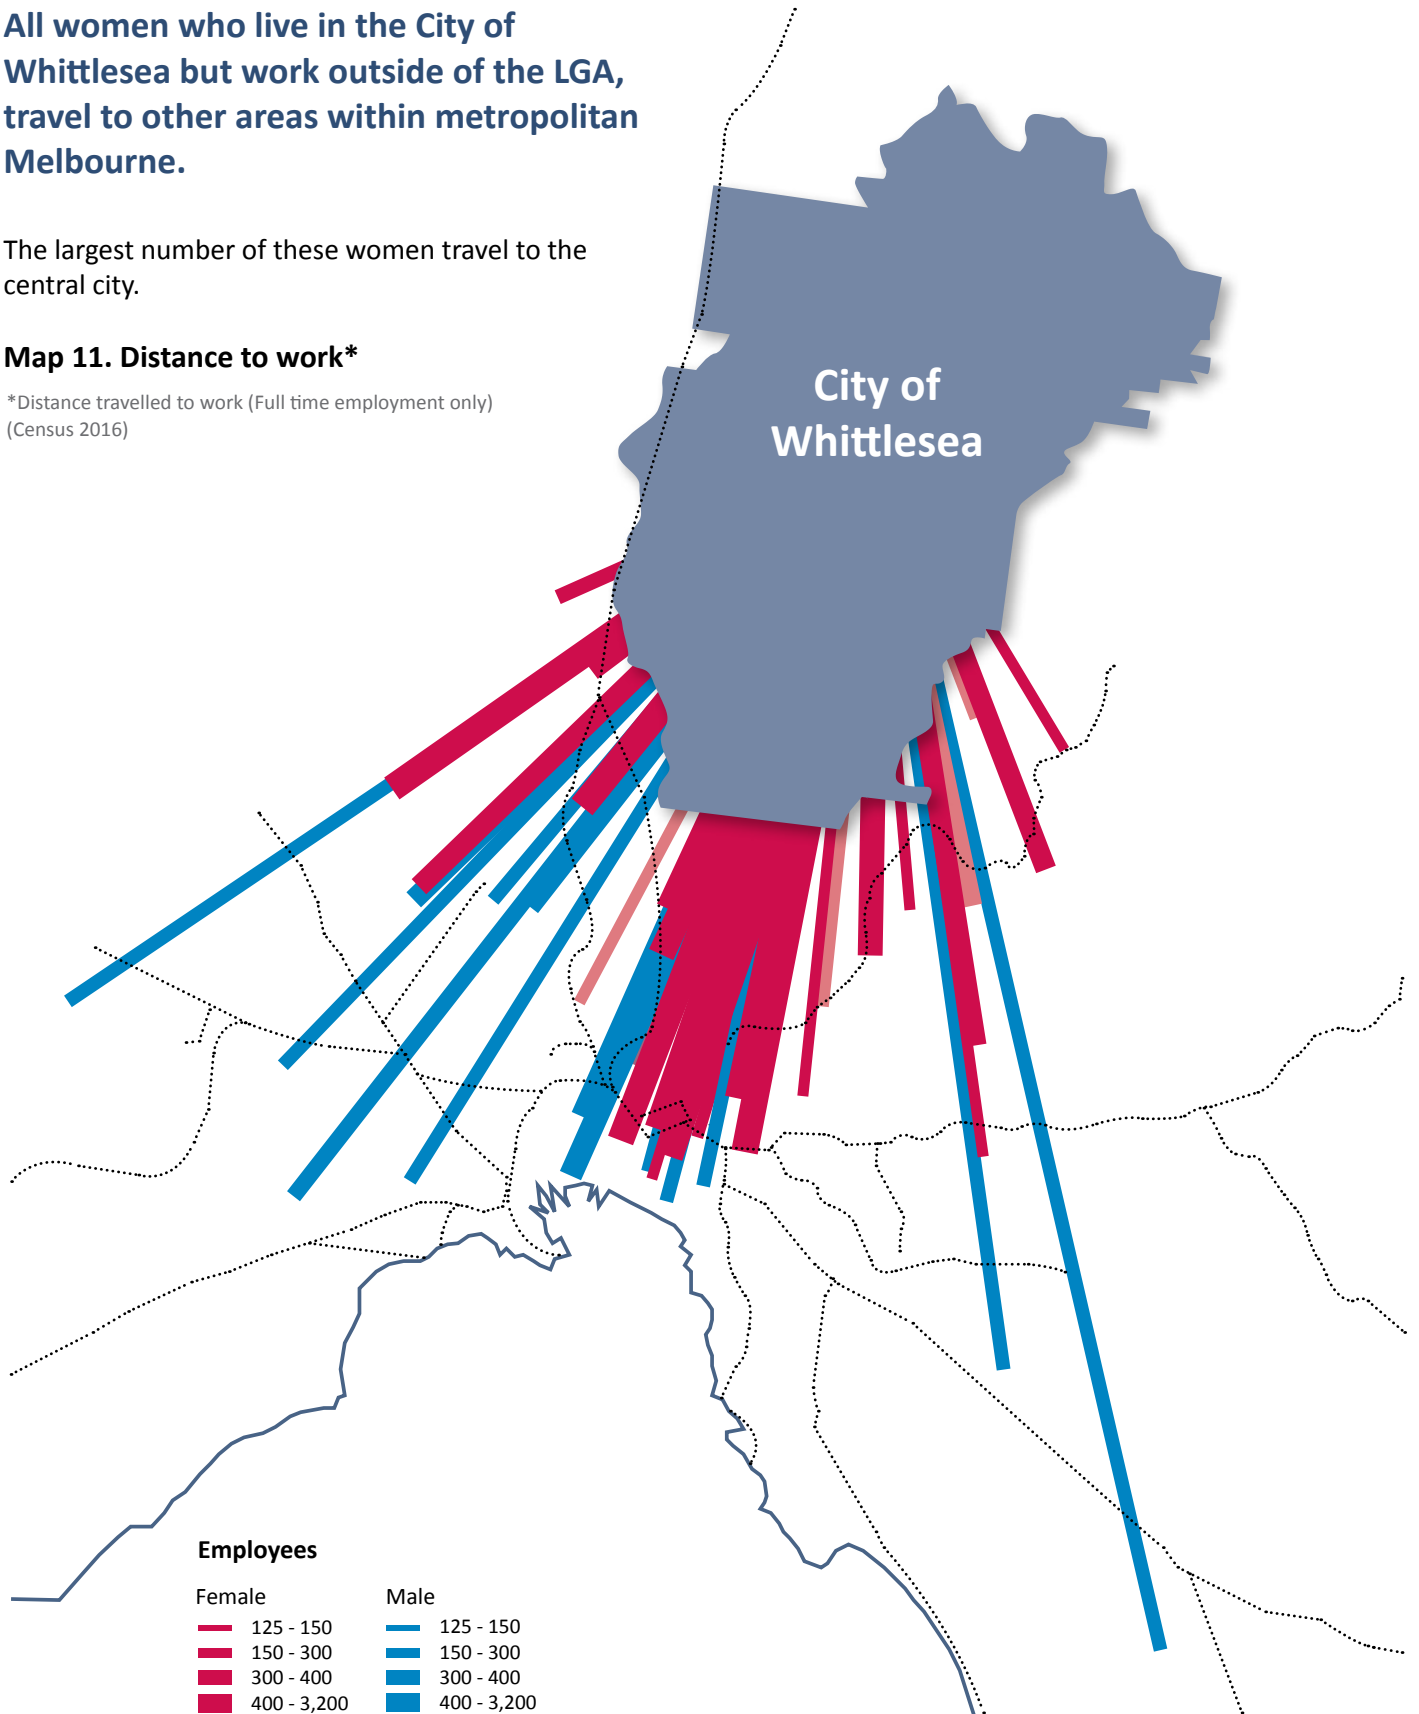 All women who live in the City of
Whittlesea but work outside of the LGA,
travel to other areas within metropolitan
Melbourne.
The largest number of these women travel to the
central city.
Map 11. Distance to work*
*Distance travelled to work (Full time employment only)
(Census 2016)
City of
Whittlesea
Employees
Female Male
125 - 150 125 - 150
150 - 300 150 - 300
300 - 400 300 - 400
400 - 3,200 400 - 3,200